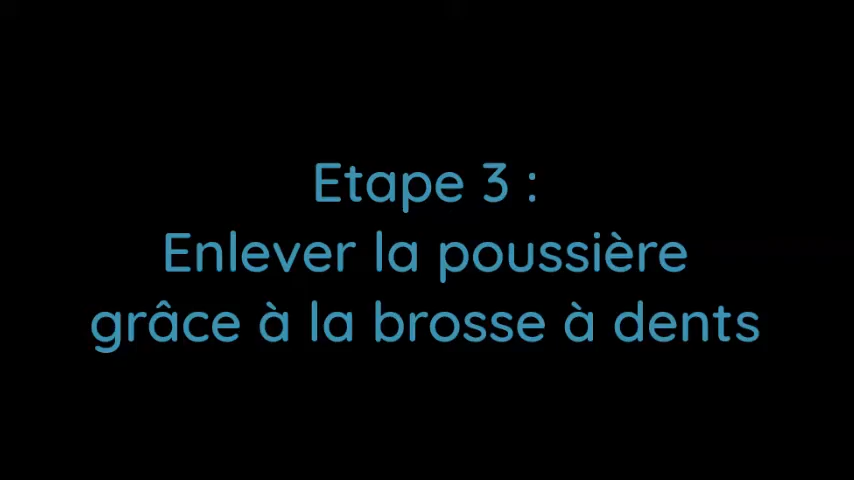 Etape 3 :
Enlever la poussière
grâce à la brosse à dents